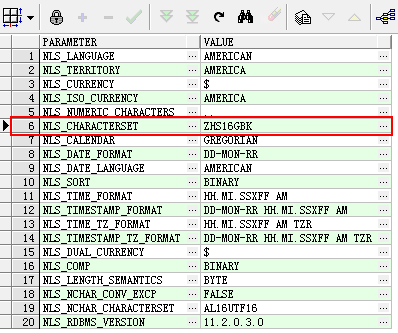 PARAMETER VALUE
1 NLS_LANGUAGE ... AMERICAN ...
2 NLS_TERRITORY ... AMERICA ...
3 NLS_CURRENCY ... $ ...
4 NLS_ISO_CURRENCY ... AMERICA ...
5 NLS_NUMERIC_CHARACTERS ... ., ...
6 NLS_CHARACTERSET ... ZHS16GBK ...
7 NLS_CALENDAR ... GREGORIAN ...
8 NLS_DATE_FORMAT ... DD-MON-RR ...
9 NLS_DATE_LANGUAGE ... AMERICAN ...
10 NLS_SORT ... BINARY ...
11 NLS_TIME_FORMAT ... HH.MI.SSXFF AM ...
12 NLS_TIMESTAMP_FORMAT ... DD-MON-RR HH.MI.SSXFF AM ...
13 NLS_TIME_TZ_FORMAT ... HH.MI.SSXFF AM TZR ...
14 NLS_TIMESTAMP_TZ_FORMAT ... DD-MON-RR HH.MI.SSXFF AM TZR ...
15 NLS_DUAL_CURRENCY ... $ ...
16 NLS_COMP ... BINARY ...
17 NLS_LENGTH_SEMANTICS ... BYTE ...
18 NLS_NCHAR_CONV_EXCP ... FALSE ...
19 NLS_NCHAR_CHARACTERSET ... AL16UTF16 ...
20 NLS_RDBMS_VERSION ... 11.2.0.3.0 ...